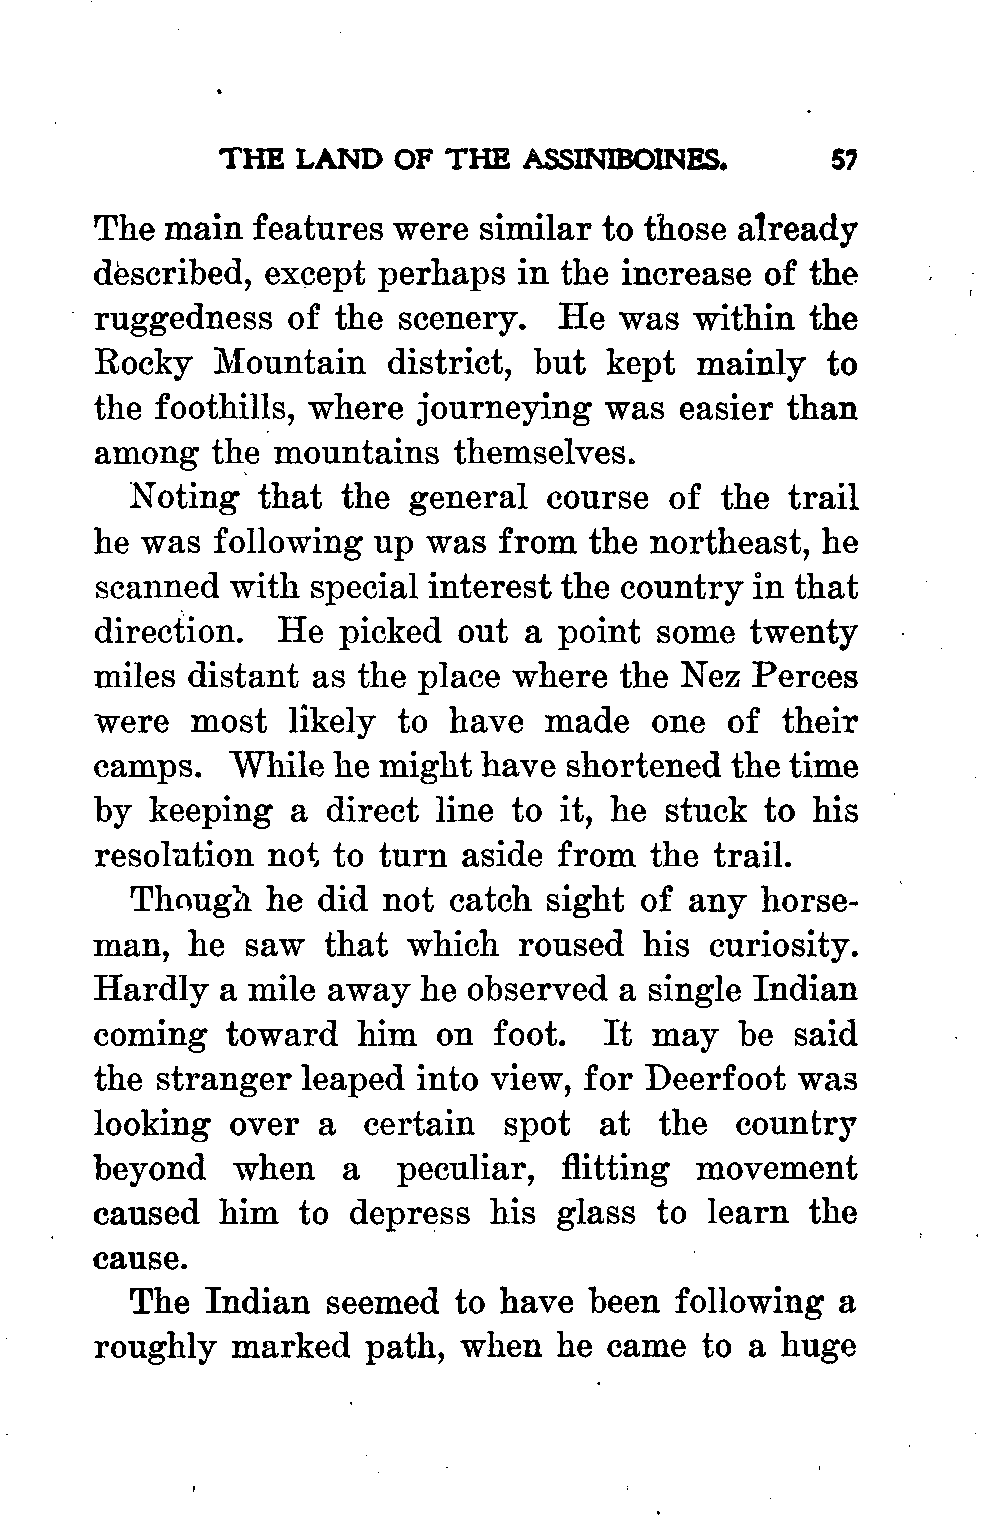 THE LAND OF THE ASSINIBOINES. 57
The main features were similar to those already
described, except perhaps in the increase of the
ruggedness of the scenery. He was within the
Rocky Mountain district, but kept mainly to
the foothills, where journeying was easier than
among the mountains themselves.
Noting that the general course of the trail
he was following up was from the northeast, he
scanned with special interest the country in that
direction. He picked out a point some twenty
miles distant as the place where the Nez Perces
were most likely to have made one of their
camps. While he might have shortened the time
by keeping a direct line to it, he stuck to his
resolution not to turn aside from the trail.
Though he did not catch sight of any horse-
man, he saw that which roused his curiosity.
Hardly a mile away he observed a single Indian
coming toward him on foot. It may be said
the stranger leaped into view, for Deerfoot was
looking over a certain spot at the country
beyond when a peculiar, flitting movement
caused him to depress his glass to learn the
cause.
The Indian seemed to have been following a
roughly marked path, when he came to a huge